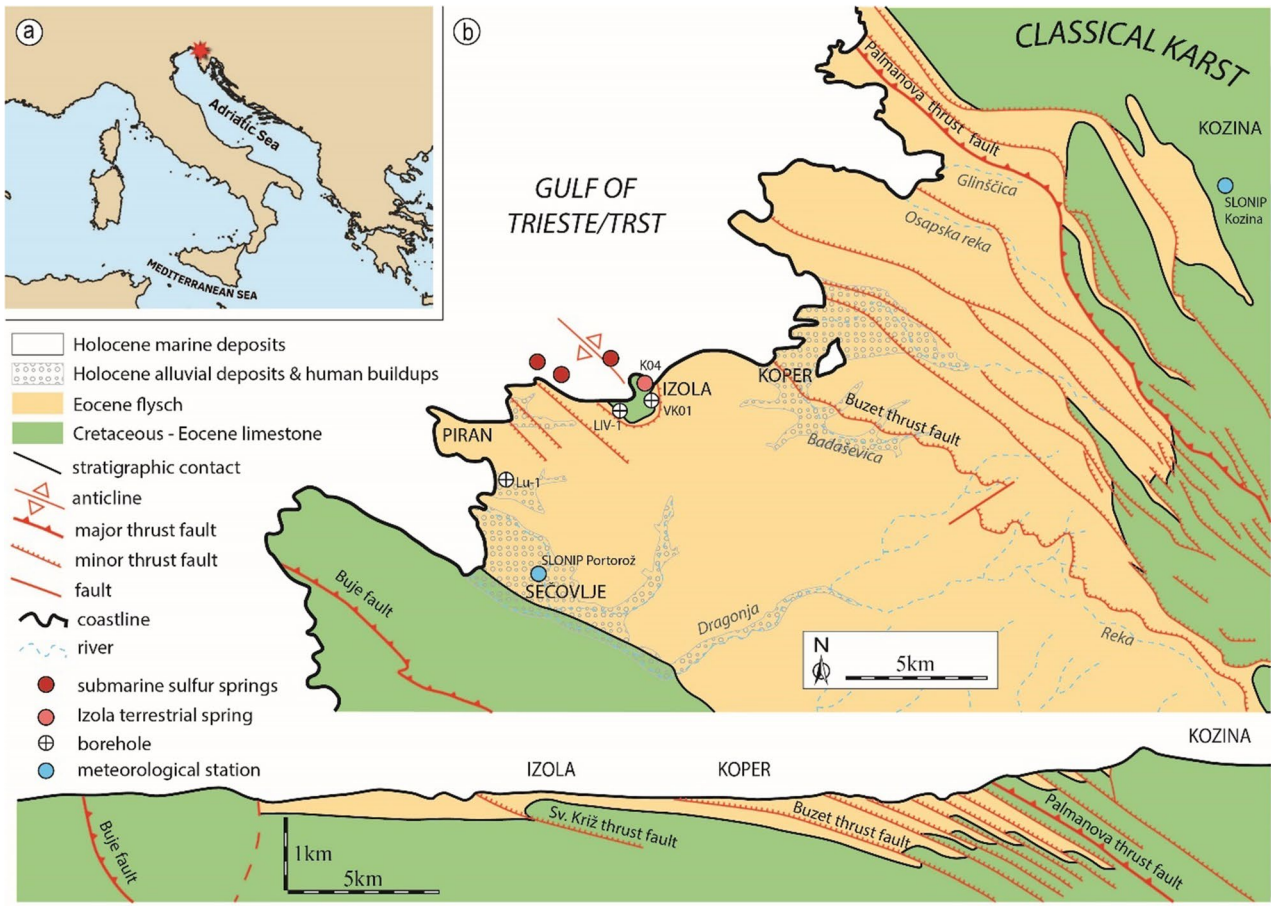 a
Adriatic Sea
MEDITERRANEAN SEA
b
CLASSICAL KARST
Palmanova thrust fault
KOZINA
SLONIP
Kozina
Glinščica
Osapska reka
GULF OF
TRIESTE/TRST
K04
IZOLA
VK01
LIV-1
KOPER
Buzet thrust fault
Badaševica
PIRAN
Lu-1
SLONIP Portorož
SEČOVLJE
Buje fault
Dragonja
Reka
N
5km
Holocene marine deposits
Holocene alluvial deposits & human buildups
Eocene flysch
Cretaceous - Eocene limestone
stratigraphic contact
anticline
major thrust fault
minor thrust fault
fault
coastline
river
submarine sulfur springs
Izola terrestrial spring
borehole
meteorological station
IZOLA
KOPER
KOZINA
Buje fault
Sv. Križ thrust fault
Buzet thrust fault
Palmanova thrust fault
1km
5km